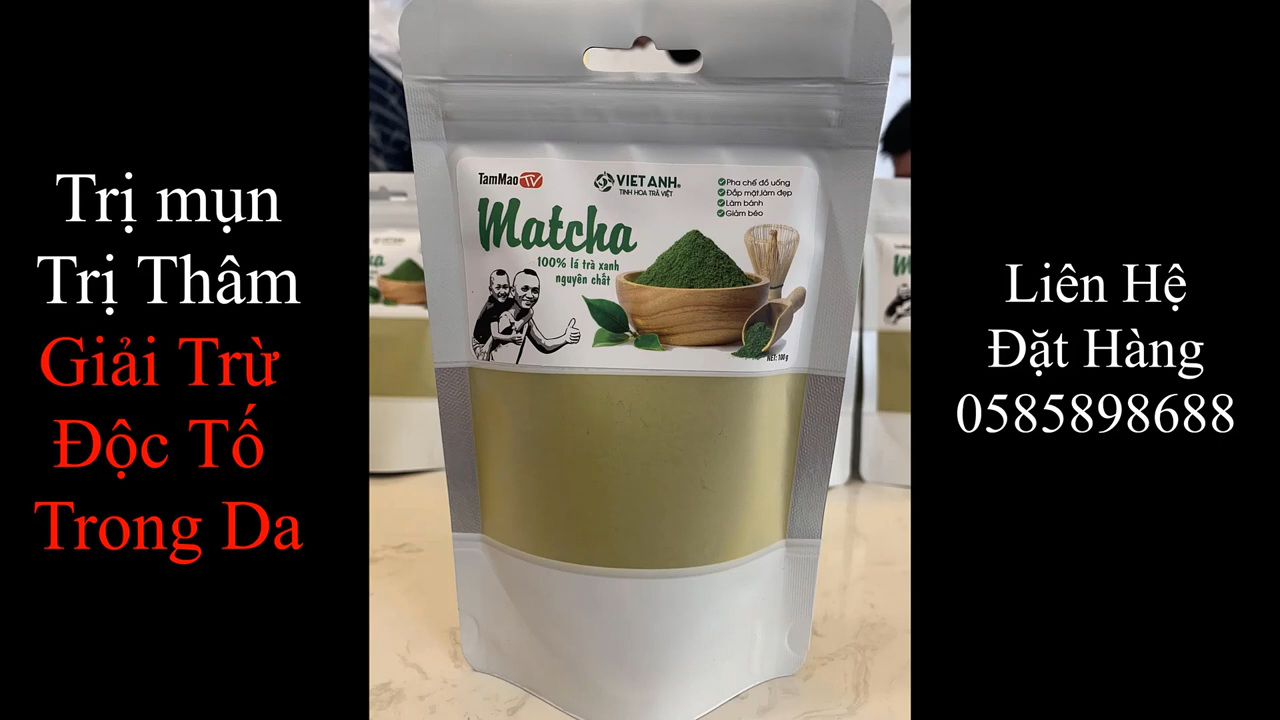 Trị mụn
Trị Thâm
Giải Trừ
Độc Tố
Trong Da
TamMao TV
VIET ANH®
TINH HOA TRÀ VIỆT
Pha chế đồ uống
Đắp mặt,làm đẹp
Làm bánh
Giảm béo
Matcha
100% lá trà xanh
nguyên chất
NET: 100g
Liên Hệ
Đặt Hàng
0585898688